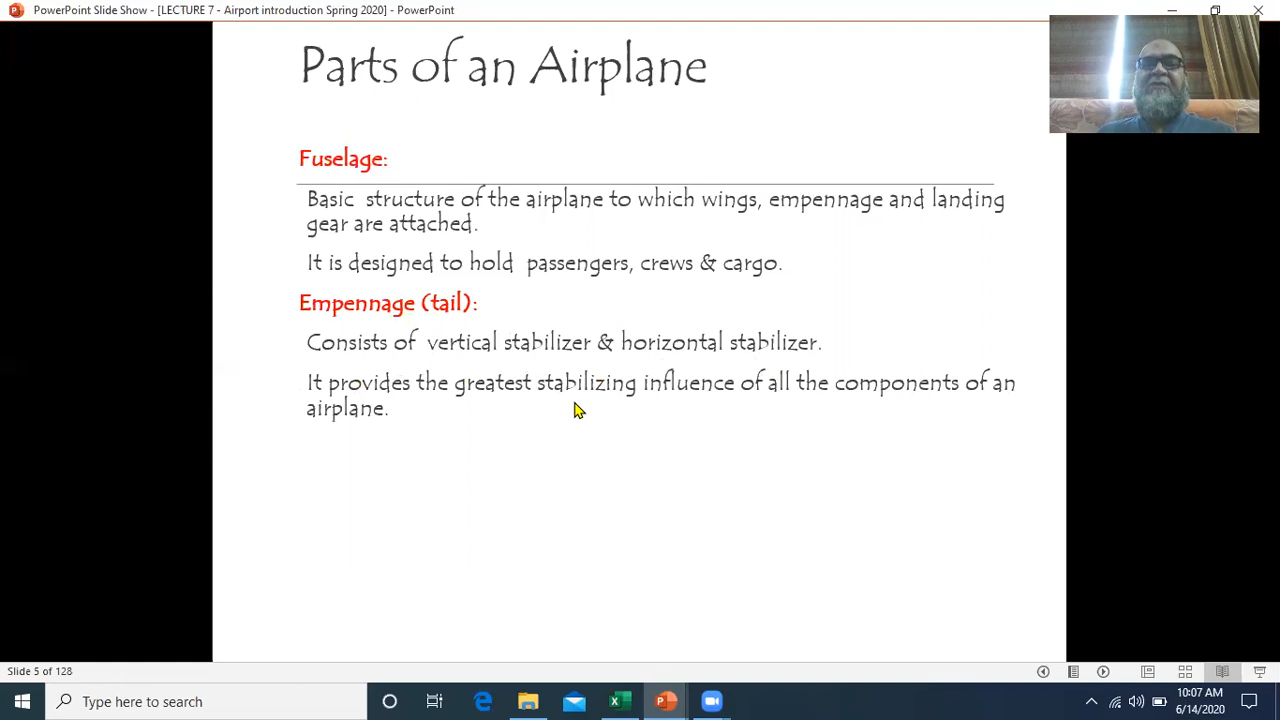 PowerPoint Slide Show - [LECTURE 7 - Airport introduction Spring 2020] - PowerPoint
Parts of an Airplane
Fuselage:
Basic structure of the airplane to which wings, empennage and landing
gear are attached.
It is designed to hold passengers, crews & cargo.
Empennage (tail):
Consists of vertical stabilizer & horizontal stabilizer.
It provides the greatest stabilizing influence of all the components of an
airplane.
Slide 5 of 128
Type here to search
10:07 AM
6/14/2020